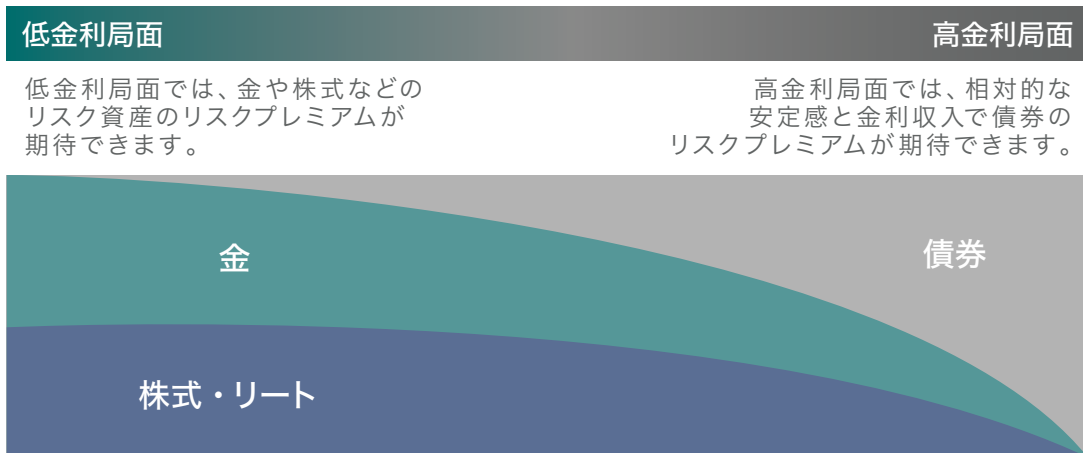 低金利局面
高金利局面
低金利局面では、金や株式などの
リスク資産のリスクプレミアムが
期待できます。
高金利局面では、相対的な
安定感と金利収入で債券の
リスクプレミアムが期待できます。
金
債券
株式・リート